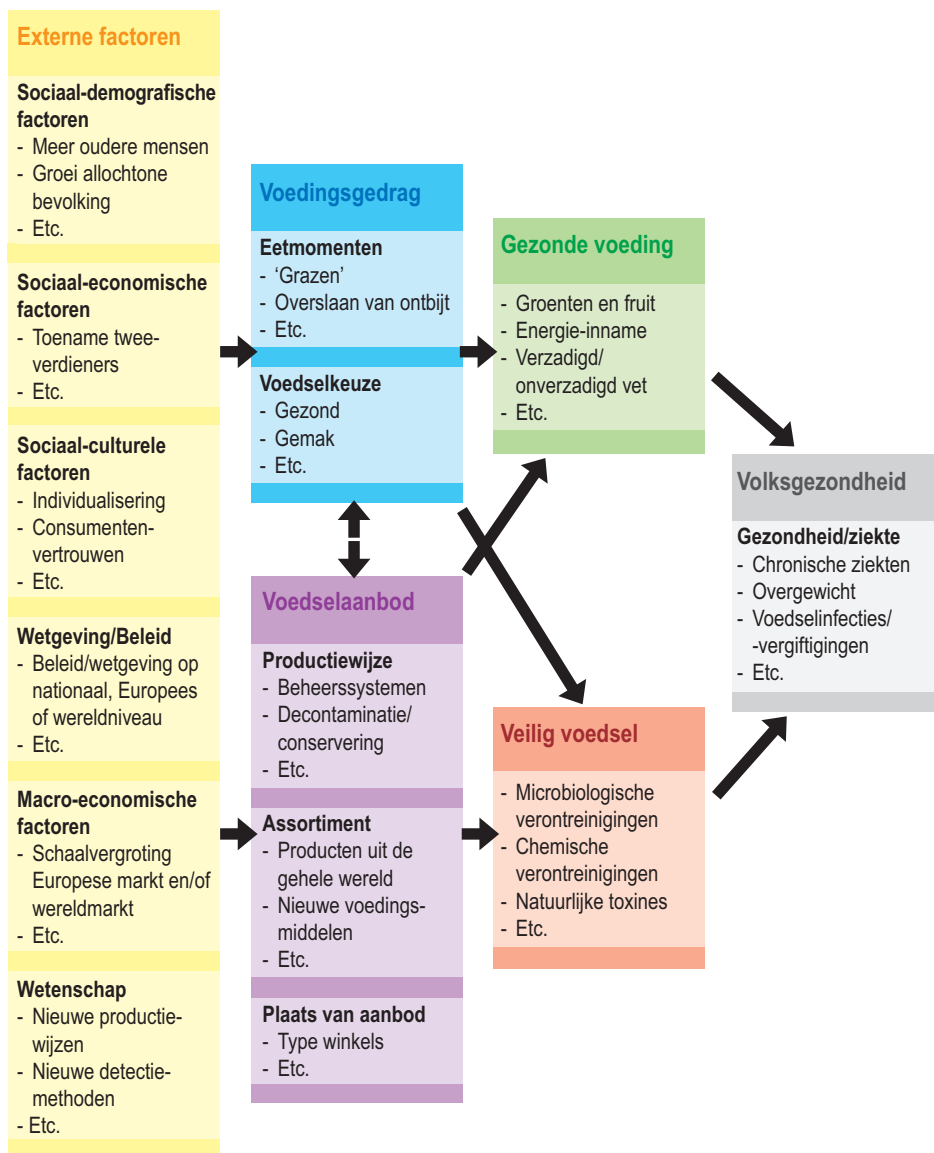 Externe factoren
Sociaal-demografische
factoren
- Meer oudere mensen
- Groei allochtone
bevolking
- Etc.
Sociaal-economische
factoren
- Toename twee-
verdieners
- Etc.
Sociaal-culturele
factoren
- Individualisering
- Consumenten-
vertrouwen
- Etc.
Wetgeving/Beleid
- Beleid/wetgeving op
nationaal, Europees
of wereldniveau
- Etc.
Macro-economische
factoren
- Schaalvergroting
Europese markt en/of
wereldmarkt
- Etc.
Wetenschap
- Nieuwe productie-
wijzen
- Nieuwe detectie-
methoden
- Etc.
Voedingsgedrag
Eetmomenten
- ‘Grazen’
- Overslaan van ontbijt
- Etc.
Voedselkeuze
- Gezond
- Gemak
- Etc.
Voedselaanbod
Productiewijze
- Beheerssystemen
- Decontaminatie/
conservering
- Etc.
Assortiment
- Producten uit de
gehele wereld
- Nieuwe voedings-
middelen
- Etc.
Plaats van aanbod
- Type winkels
- Etc.
Gezonde voeding
- Groenten en fruit
- Energie-inname
- Verzadigd/
onverzadigd vet
- Etc.
Veilig voedsel
- Microbiologische
verontreinigingen
- Chemische
verontreinigingen
- Natuurlijke toxines
- Etc.
Volksgezondheid
Gezondheid/ziekte
- Chronische ziekten
- Overgewicht
- Voedselinfecties/
-vergiftigingen
- Etc.